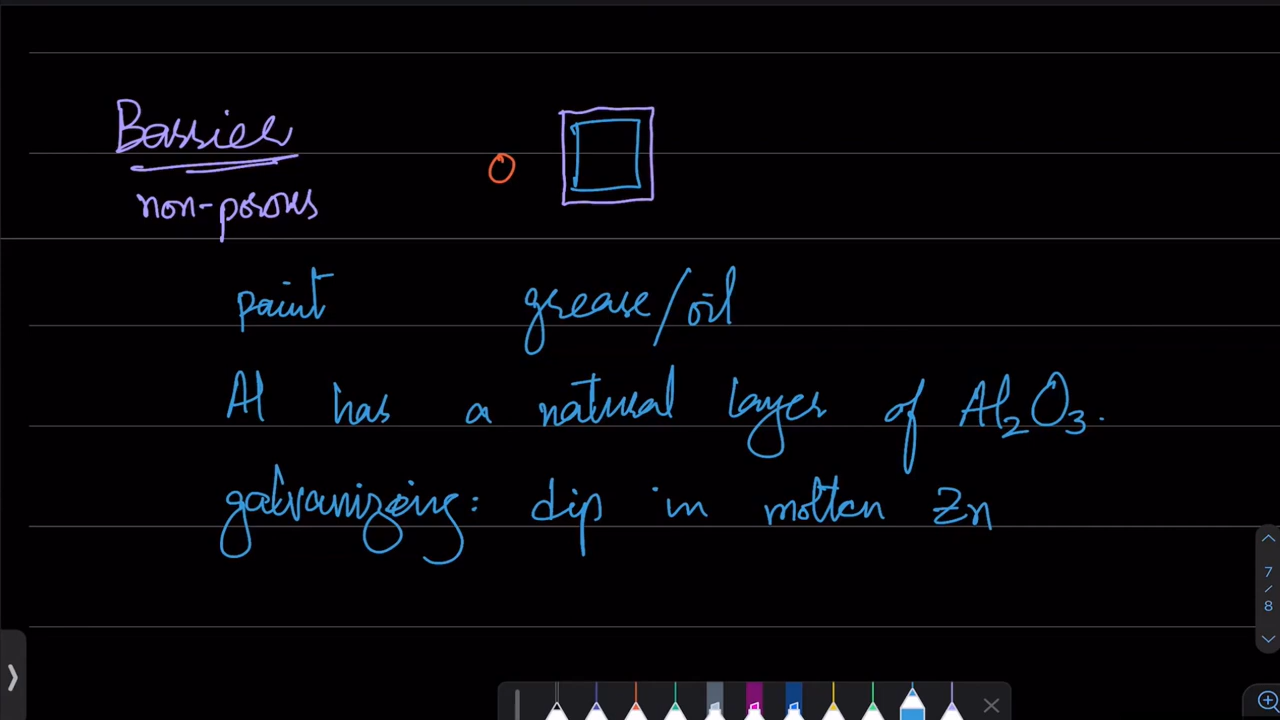 Barrier
non-porous
O
paint grease/oil
Al has a natural layer of Al₂O₃.
galvanizing: dip in molten Zn
7
/
8